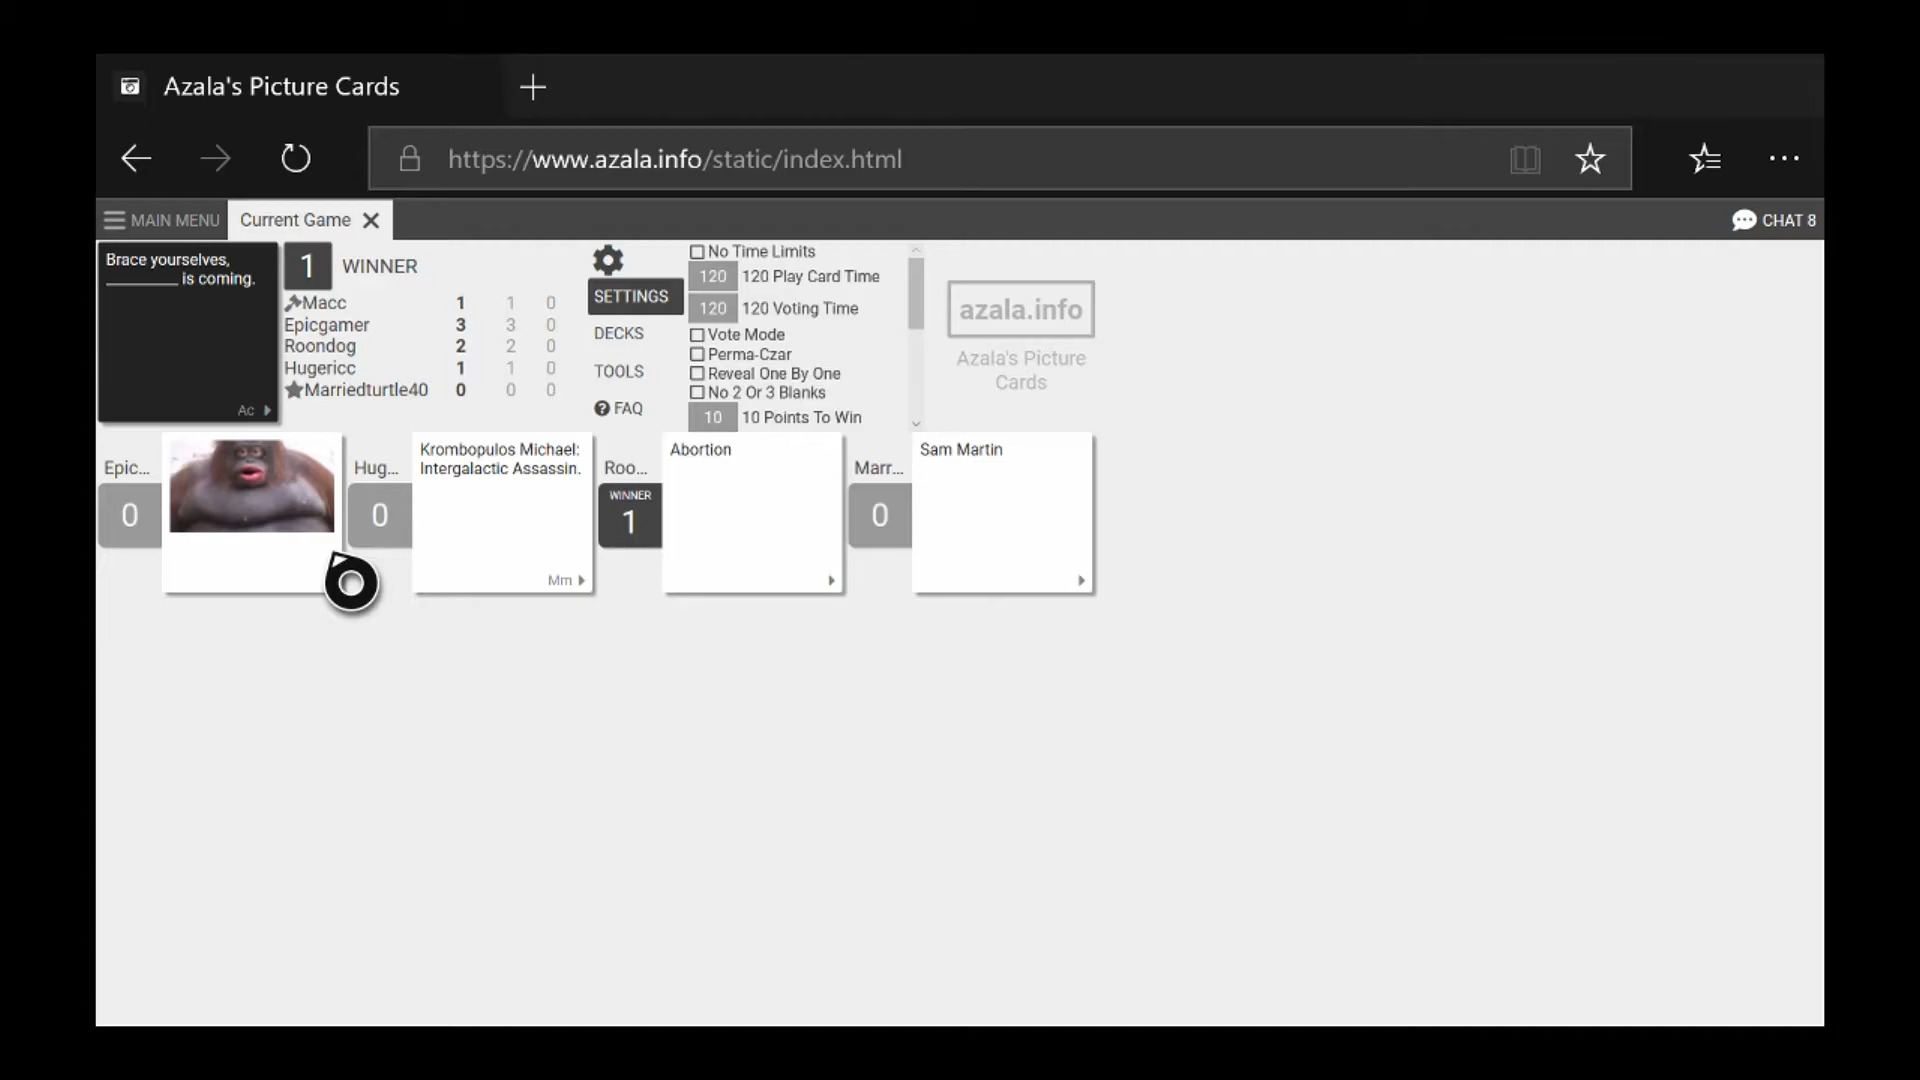 Azala's Picture Cards
https://www.azala.info/static/index.html
MAIN MENU
Current Game
CHAT 8
Brace yourselves,
________ is coming.
Ac
1 WINNER
Macc 1 1 0
Epicgamer 3 3 0
Roondog 2 2 0
Hugericc 1 1 0
Marriedturtle40 0 0 0
SETTINGS
DECKS
TOOLS
FAQ
No Time Limits
120 120 Play Card Time
120 120 Voting Time
Vote Mode
Perma-Czar
Reveal One By One
No 2 Or 3 Blanks
10 10 Points To Win
azala.info
Azala's Picture
Cards
Epic...
0
Hug...
0
Krombopulos Michael:
Intergalactic Assassin.
Mm
Roo...
WINNER
1
Abortion
Marr...
0
Sam Martin